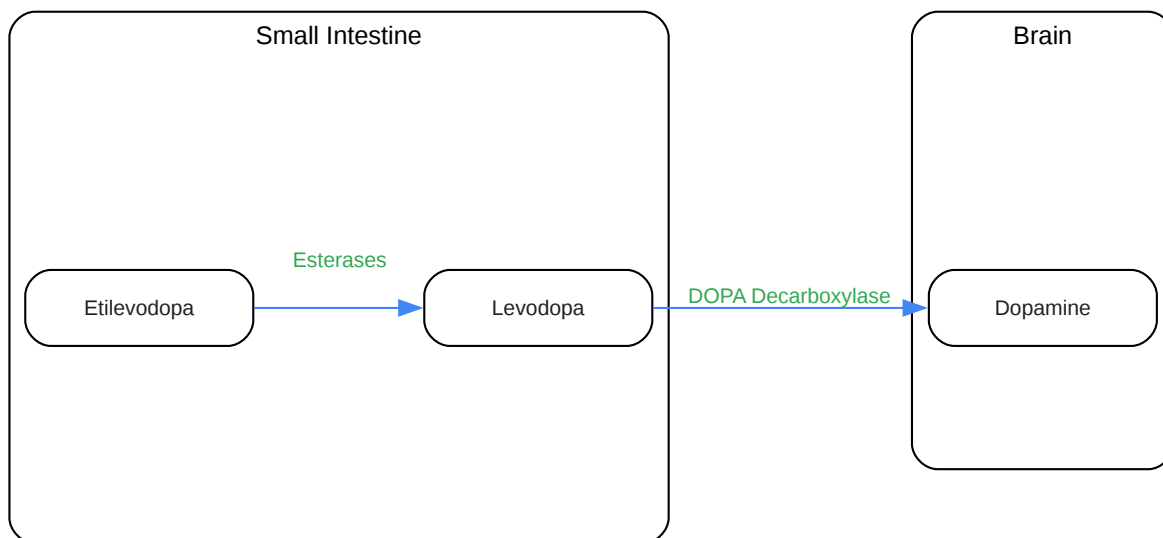 Small Intestine
Brain
Esterases
DOPA Decarboxylase
Etilevodopa
Levodopa
Dopamine